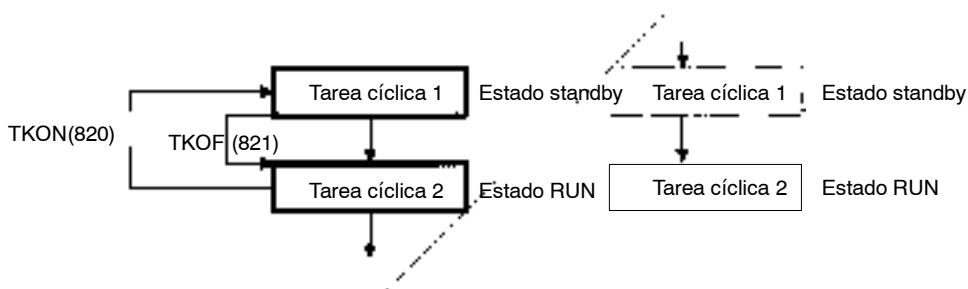 Tarea cíclica 1
Estado standby
Tarea cíclica 1
Estado standby
TKON(820)
TKOF (821)
Tarea cíclica 2
Estado RUN
Tarea cíclica 2
Estado RUN